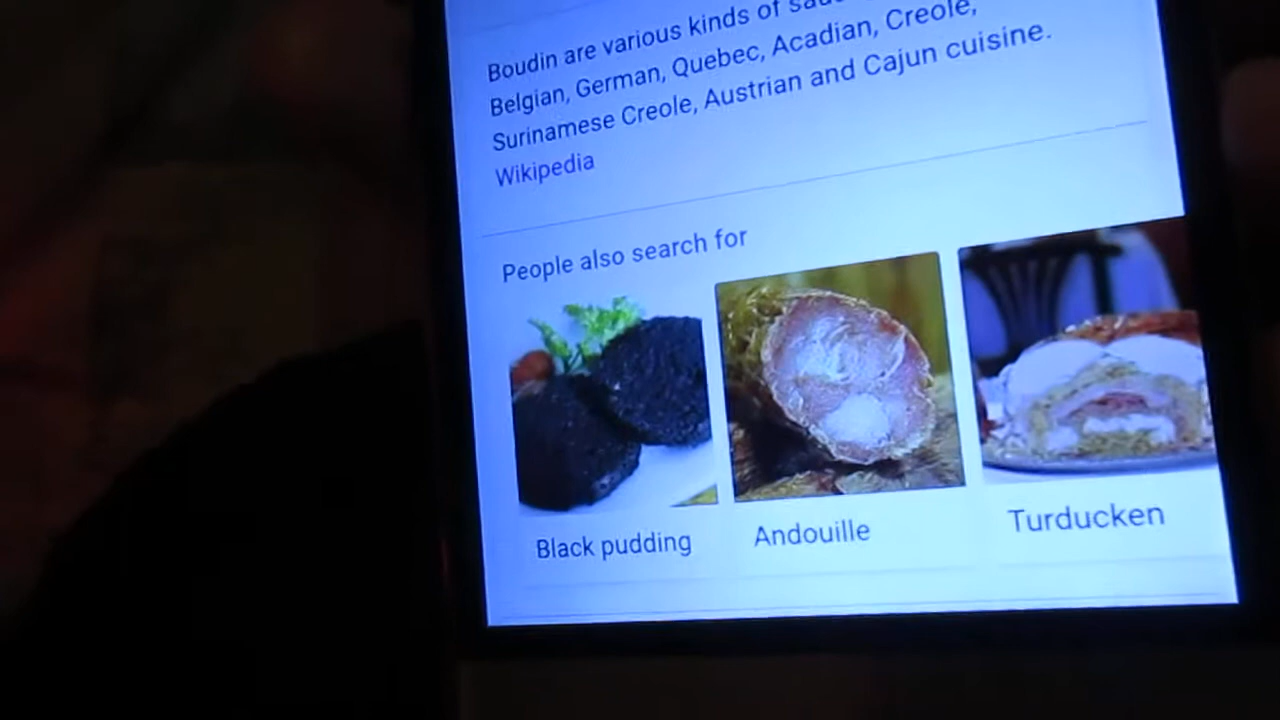 Boudin are various kinds of
Belgian, German, Quebec, Acadian, Creole,
Surinamese Creole, Austrian and Cajun cuisine.
Wikipedia
People also search for
Black pudding
Andouille
Turducken